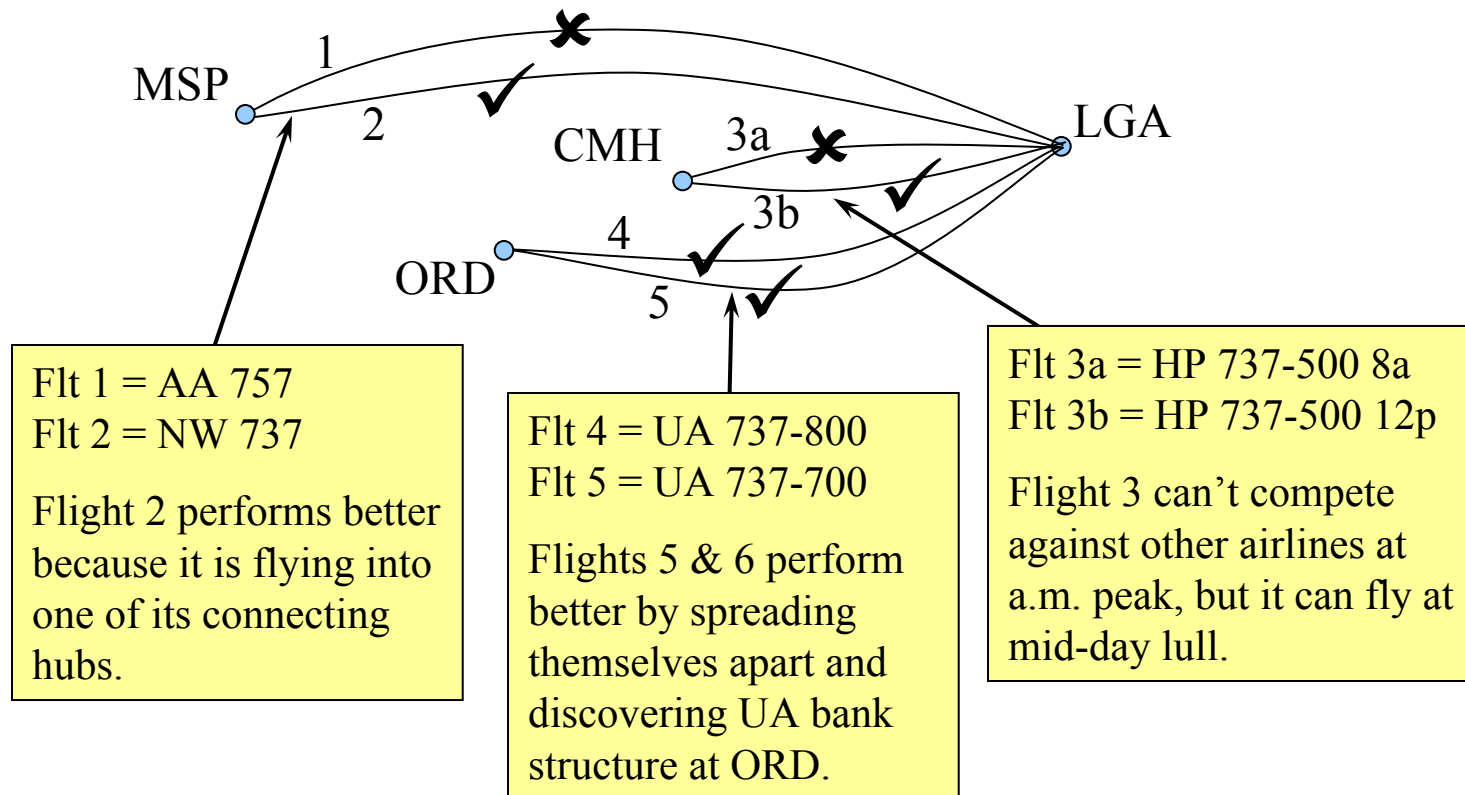 1
MSP
2
CMH
3a
LGA
3b
4
ORD
5
Flt 1 = AA 757
Flt 2 = NW 737
Flight 2 performs better
because it is flying into
one of its connecting
hubs.
Flt 4 = UA 737-800
Flt 5 = UA 737-700
Flights 5 & 6 perform
better by spreading
themselves apart and
discovering UA bank
structure at ORD.
Flt 3a = HP 737-500 8a
Flt 3b = HP 737-500 12p
Flight 3 can’t compete
against other airlines at
a.m. peak, but it can fly at
mid-day lull.